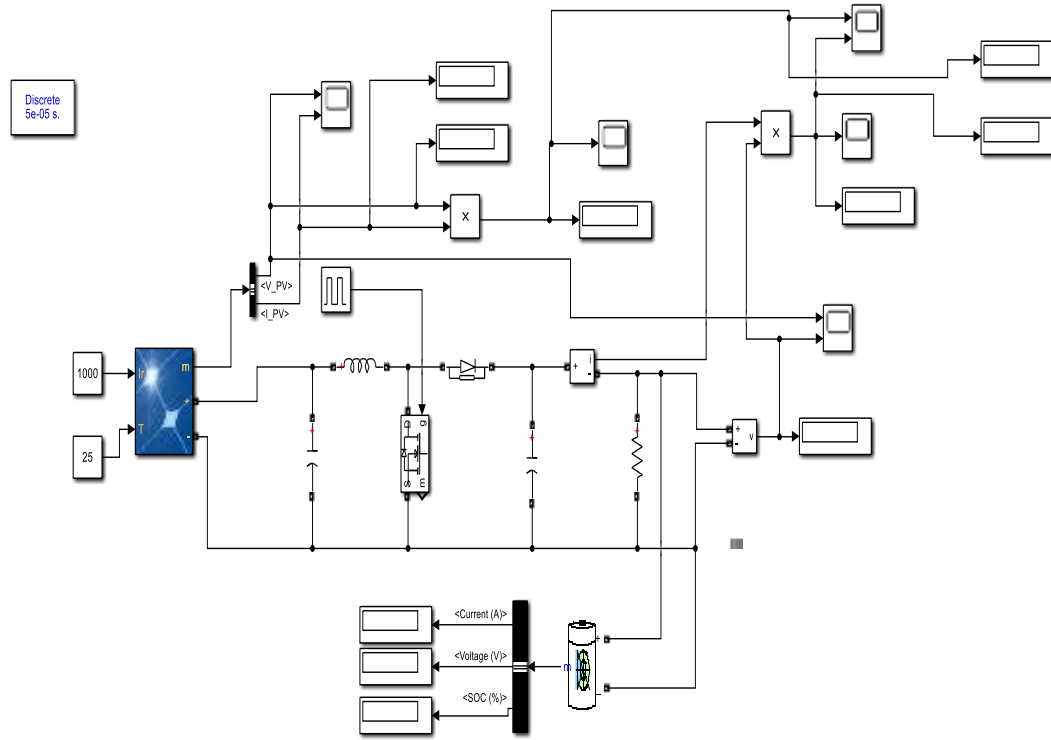 Discrete
5e-05 s.
X
X
<V_PV>
<I_PV>
1000
Ir
m
+
i
+
-
T
-
25
g
D
S
m
+
-
v
<Current (A)>
<Voltage (V)>
<SOC (%)>
m
+
-